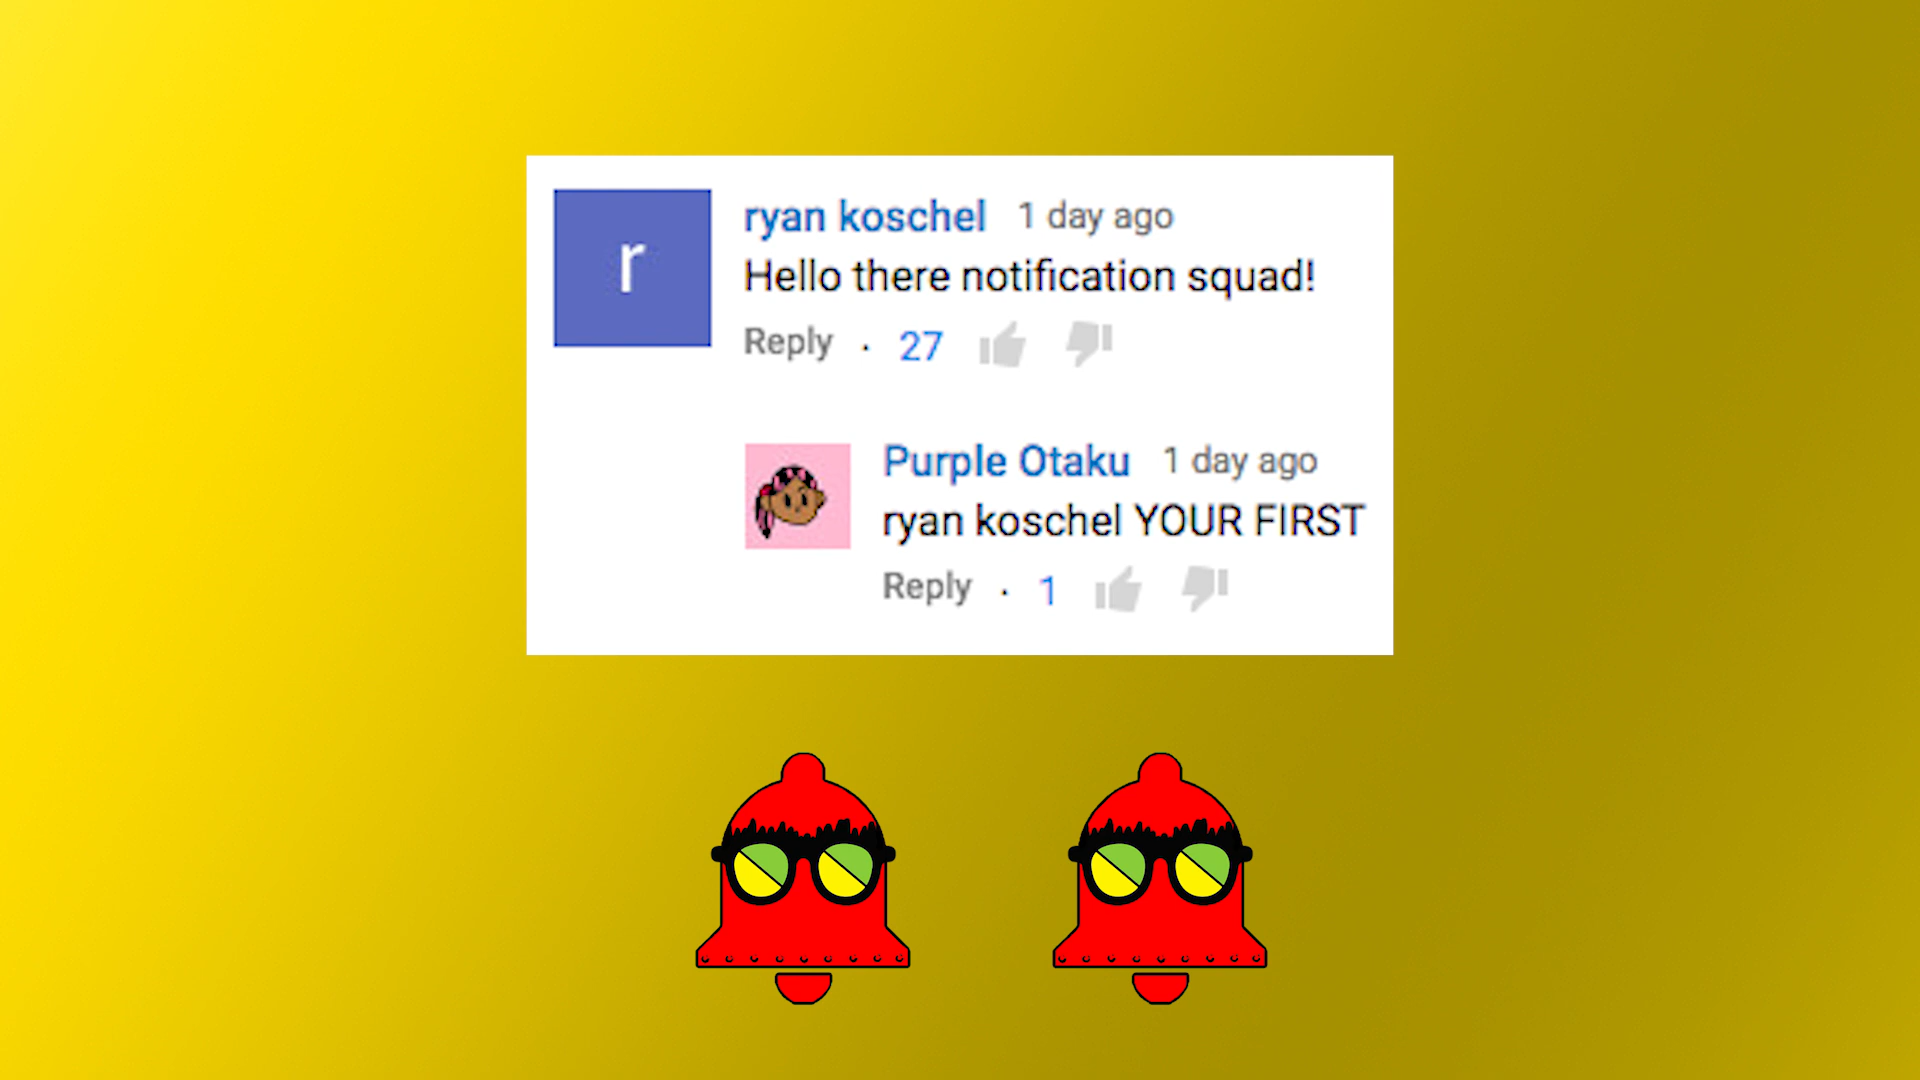 r
ryan koschel 1 day ago
Hello there notification squad!
Reply · 27
Purple Otaku 1 day ago
ryan koschel YOUR FIRST
Reply · 1